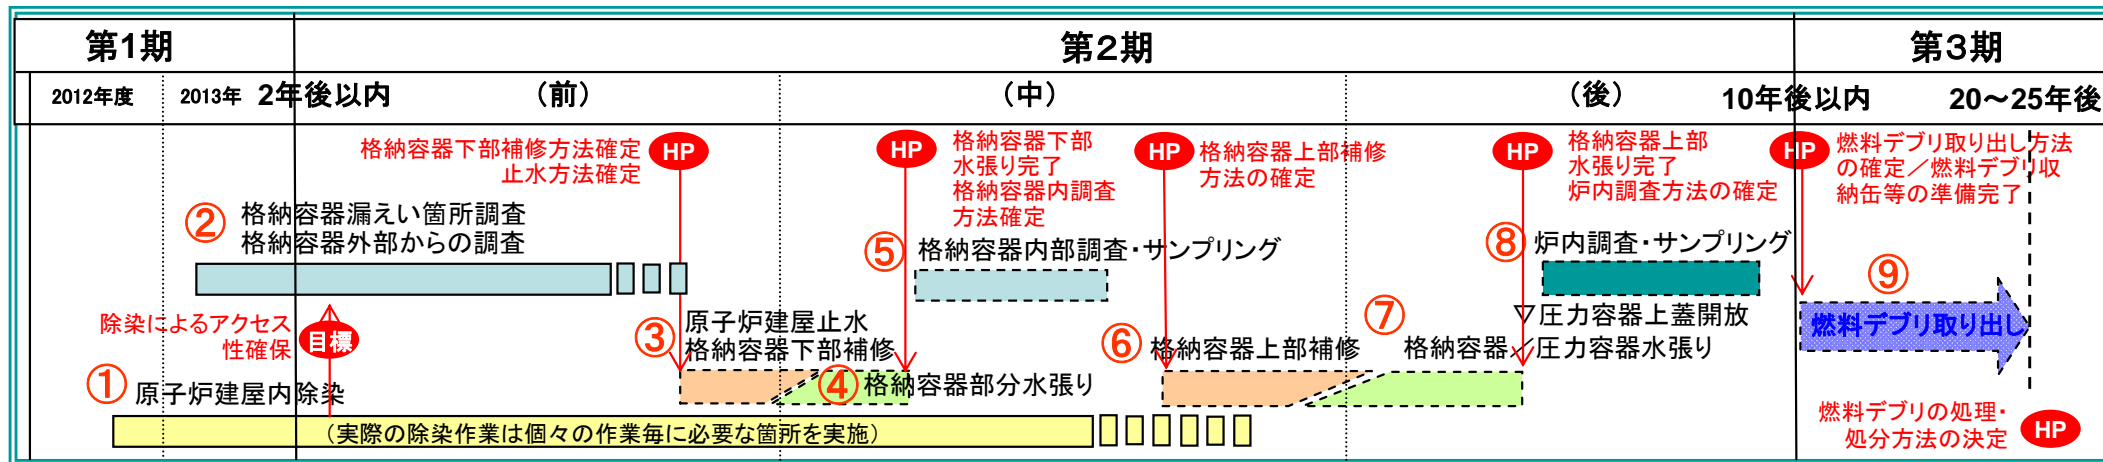 第1期
第２期
第３期
2012年度
2013年
2年後以内
（前）
（中）
（後）
10年後以内
20～25年後
格納容器下部補修方法確定
止水方法確定
HP
HP
格納容器下部
水張り完了
格納容器内調査
方法確定
HP
格納容器上部補修
方法の確定
HP
格納容器上部
水張り完了
炉内調査方法の確定
HP
燃料デブリ取り出し方法
の確定／燃料デブリ収
納缶等の準備完了
②
格納容器漏えい箇所調査
格納容器外部からの調査
⑤
格納容器内部調査・サンプリング
⑧
炉内調査・サンプリング
⑨
燃料デブリ取り出し
除染によるアクセス
性確保
目標
③
原子炉建屋止水
格納容器下部補修
⑥
格納容器上部補修
⑦
▽圧力容器上蓋開放
格納容器／圧力容器水張り
①
原子炉建屋内除染
④
格納容器部分水張り
（実際の除染作業は個々の作業毎に必要な箇所を実施）
燃料デブリの処理・
処分方法の決定
HP